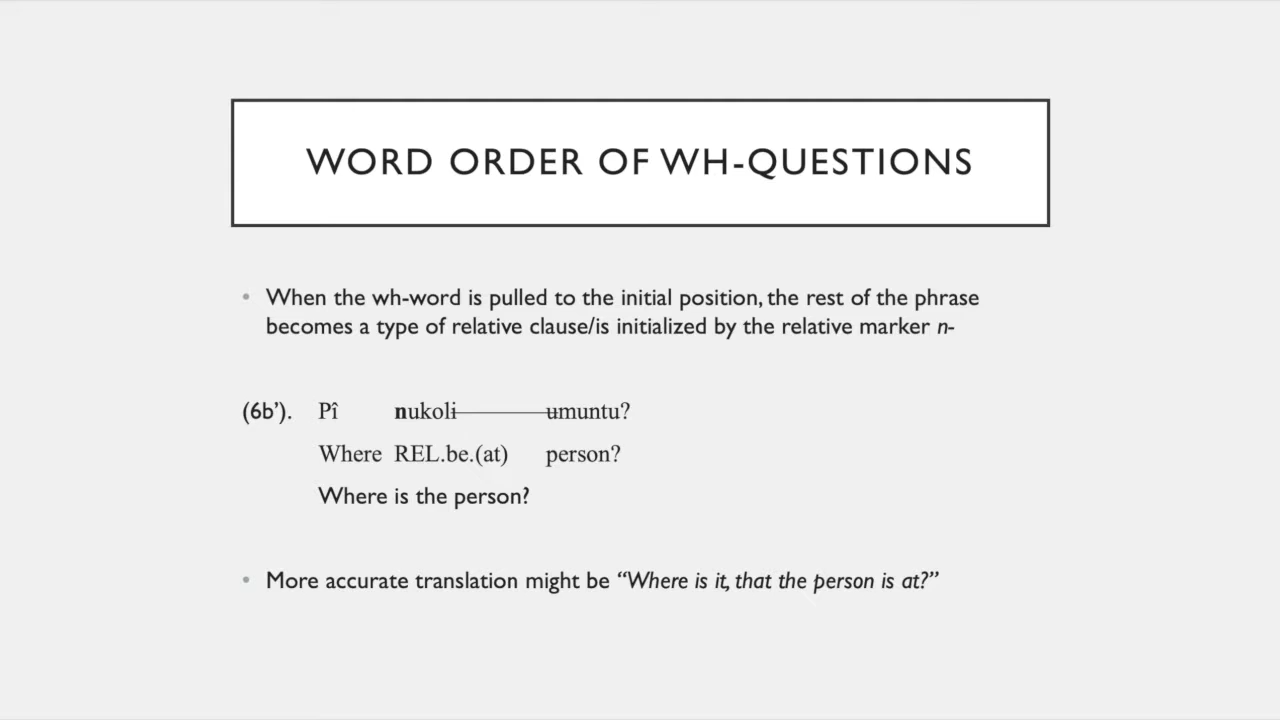 WORD ORDER OF WH-QUESTIONS
• When the wh-word is pulled to the initial position, the rest of the phrase
becomes a type of relative clause/is initialized by the relative marker n-
(6b’). Pî nukoli umuntu?
Where REL.be.(at) person?
Where is the person?
• More accurate translation might be “Where is it, that the person is at?”